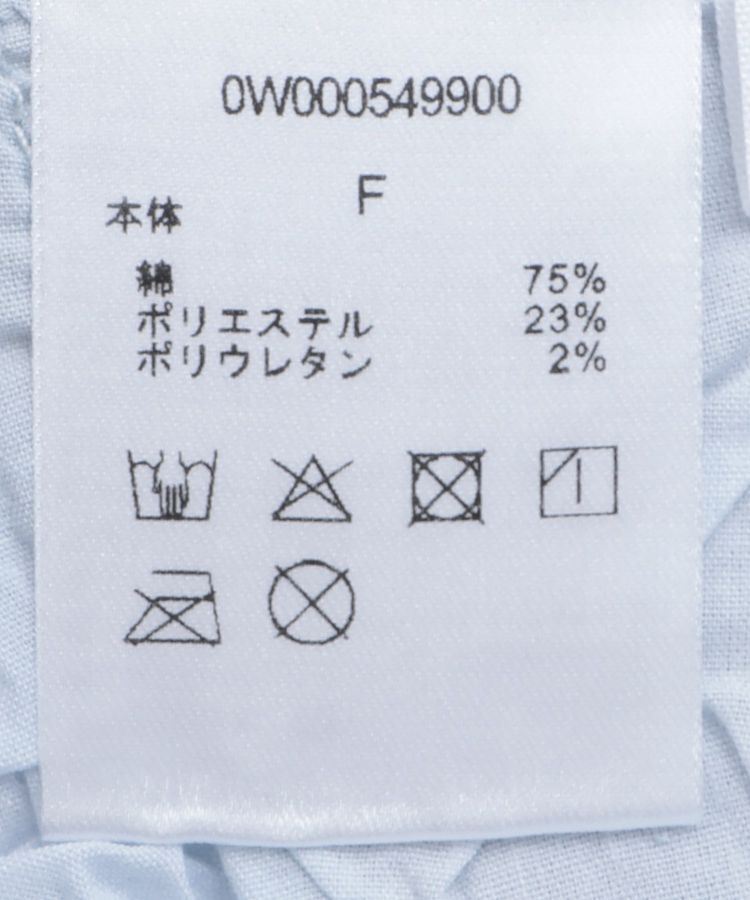 0W000549900
F
本体
綿 75%
ポリエステル 23%
ポリウレタン 2%